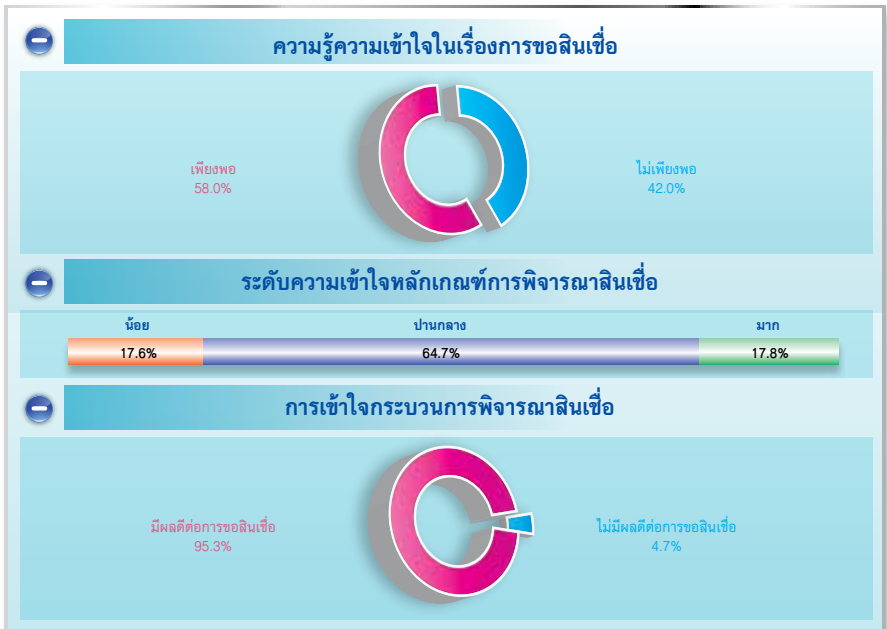 ความรู้ความเข้าใจในเรื่องการขอสินเชื่อ
เพียงพอ
58.0%
ไม่เพียงพอ
42.0%
ระดับความเข้าใจหลักเกณฑ์การพิจารณาสินเชื่อ
น้อย ปานกลาง มาก
17.6% 64.7% 17.8%
การเข้าใจกระบวนการพิจารณาสินเชื่อ
มีผลดีต่อการขอสินเชื่อ
95.3%
ไม่มีผลดีต่อการขอสินเชื่อ
4.7%